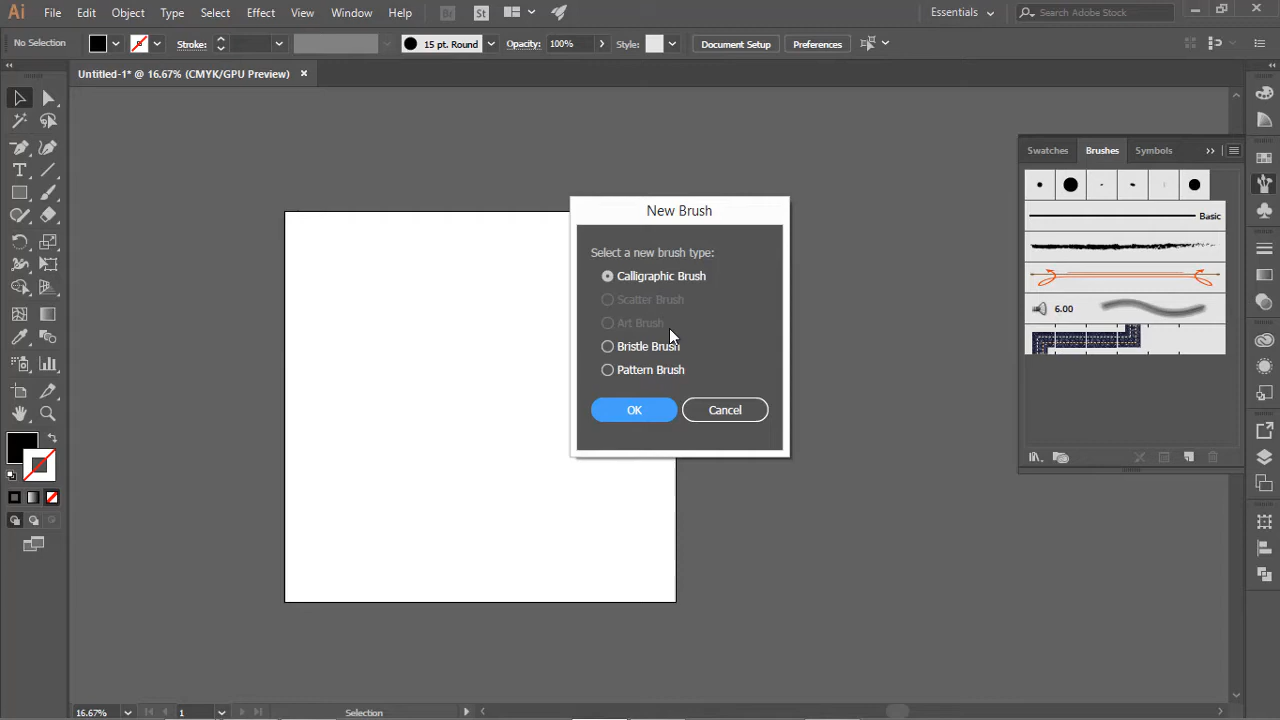 Ai File Edit Object Type Select Effect View Window Help Br St Essentials Search Adobe Stock
No Selection Stroke: 15 pt. Round Opacity: 100% Style: Document Setup Preferences
Untitled-1* @ 16.67% (CMYK/GPU Preview)
Swatches Brushes Symbols
Basic
6.00
New Brush
Select a new brush type:
Calligraphic Brush
Scatter Brush
Art Brush
Bristle Brush
Pattern Brush
OK Cancel
16.67% 1 Selection